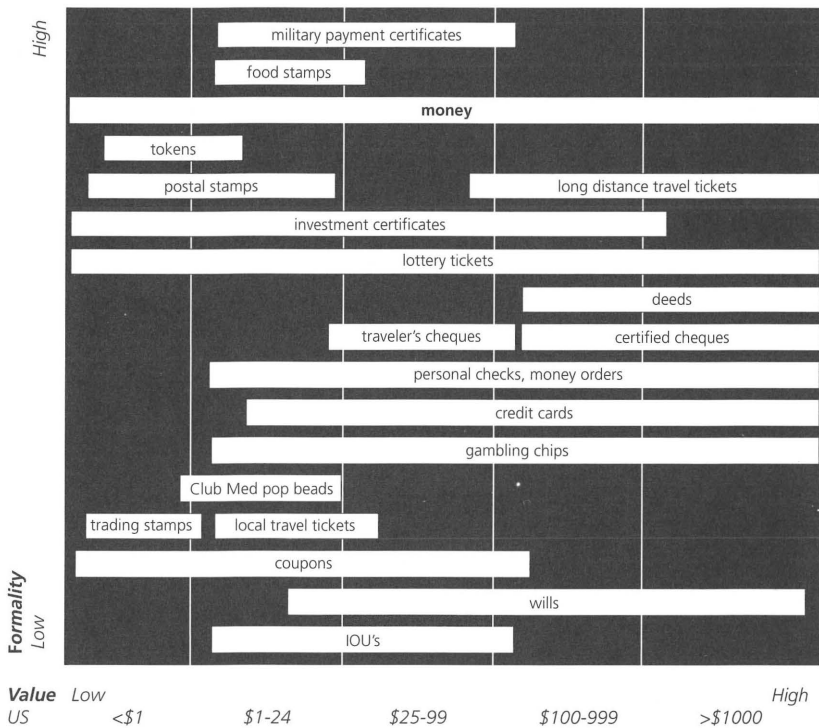 High
military payment certificates
food stamps
money
tokens
postal stamps long distance travel tickets
investment certificates
lottery tickets
deeds
traveler's cheques certified cheques
personal checks, money orders
credit cards
gambling chips
Club Med pop beads
trading stamps local travel tickets
coupons
wills
IOU's
Formality
Low
Value Low High
US <$1 $1-24 $25-99 $100-999 >$1000